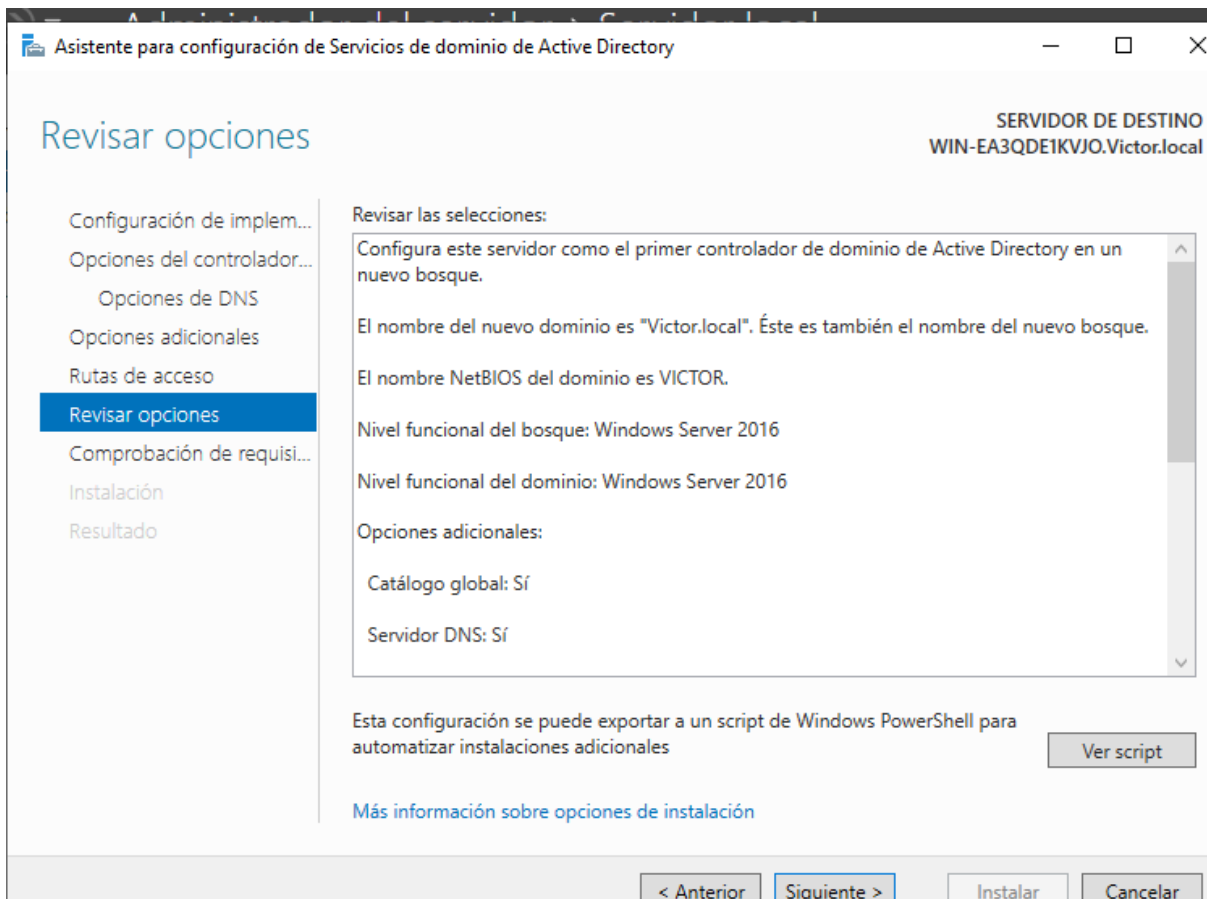 Administrador del servidor Servidor local
Asistente para configuración de Servicios de dominio de Active Directory
Revisar opciones
SERVIDOR DE DESTINO
WIN-EA3QDE1KVJO.Victor.local
Configuración de implem...
Opciones del controlador...
Opciones de DNS
Opciones adicionales
Rutas de acceso
Revisar opciones
Comprobación de requisi...
Instalación
Resultado
Revisar las selecciones:
Configura este servidor como el primer controlador de dominio de Active Directory en un
nuevo bosque.
El nombre del nuevo dominio es "Victor.local". Éste es también el nombre del nuevo bosque.
El nombre NetBIOS del dominio es VICTOR.
Nivel funcional del bosque: Windows Server 2016
Nivel funcional del dominio: Windows Server 2016
Opciones adicionales:
Catálogo global: Sí
Servidor DNS: Sí
Esta configuración se puede exportar a un script de Windows PowerShell para
automatizar instalaciones adicionales
Ver script
Más información sobre opciones de instalación
< Anterior
Siguiente >
Instalar
Cancelar